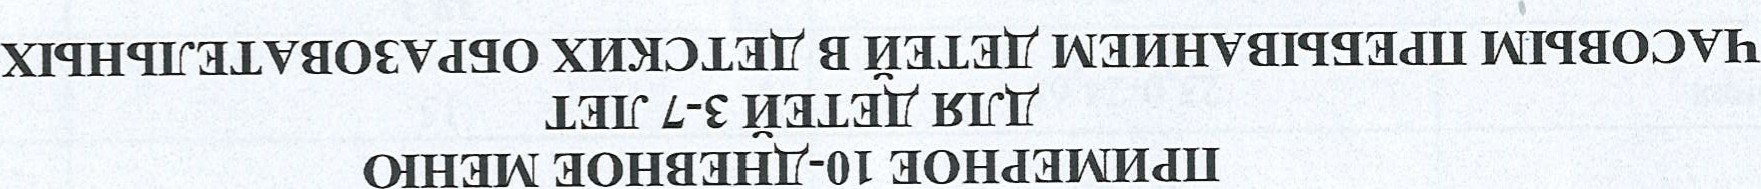 ПРИМЕРНОЕ 10-ДНЕВНОЕ МЕНЮ
ДЛЯ ДЕТЕЙ 3-7 ЛЕТ
ЧАСОВЫМ ПРЕБЫВАНИЕМ ДЕТЕЙ В ДЕТСКИХ ОБРАЗОВАТЕЛЬНЫХ